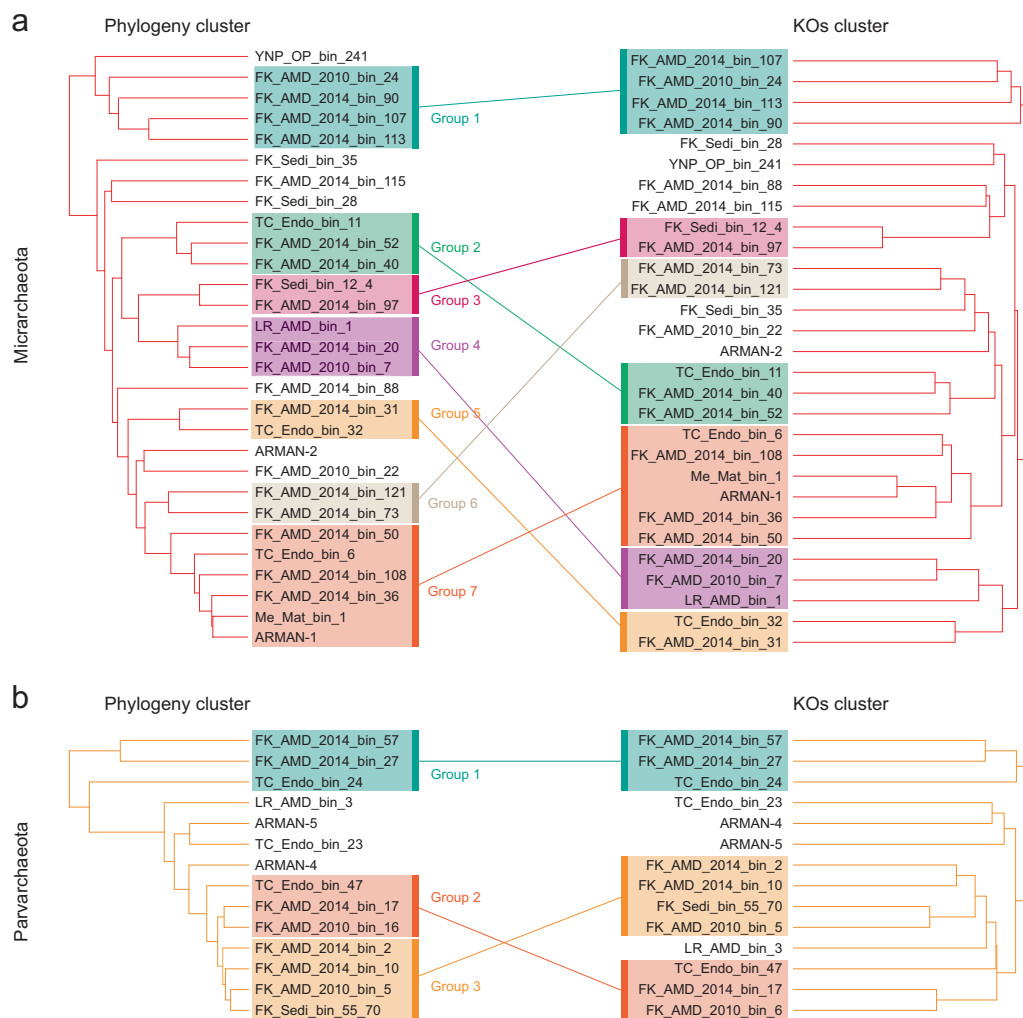 a
Phylogeny cluster
KOs cluster
Micrarchaeota
YNP_OP_bin_241
FK_AMD_2010_bin_24
FK_AMD_2014_bin_90
FK_AMD_2014_bin_107
FK_AMD_2014_bin_113
FK_Sedi_bin_35
FK_AMD_2014_bin_115
FK_Sedi_bin_28
TC_Endo_bin_11
FK_AMD_2014_bin_52
FK_AMD_2014_bin_40
FK_Sedi_bin_12_4
FK_AMD_2014_bin_97
LR_AMD_bin_1
FK_AMD_2014_bin_20
FK_AMD_2010_bin_7
FK_AMD_2014_bin_88
FK_AMD_2014_bin_31
TC_Endo_bin_32
ARMAN-2
FK_AMD_2010_bin_22
FK_AMD_2014_bin_121
FK_AMD_2014_bin_73
FK_AMD_2014_bin_50
TC_Endo_bin_6
FK_AMD_2014_bin_108
FK_AMD_2014_bin_36
Me_Mat_bin_1
ARMAN-1
Group 1
Group 2
Group 3
Group 4
Group 5
Group 6
Group 7
FK_AMD_2014_bin_107
FK_AMD_2010_bin_24
FK_AMD_2014_bin_113
FK_AMD_2014_bin_90
FK_Sedi_bin_28
YNP_OP_bin_241
FK_AMD_2014_bin_88
FK_AMD_2014_bin_115
FK_Sedi_bin_12_4
FK_AMD_2014_bin_97
FK_AMD_2014_bin_73
FK_AMD_2014_bin_121
FK_Sedi_bin_35
FK_AMD_2010_bin_22
ARMAN-2
TC_Endo_bin_11
FK_AMD_2014_bin_40
FK_AMD_2014_bin_52
TC_Endo_bin_6
FK_AMD_2014_bin_108
Me_Mat_bin_1
ARMAN-1
FK_AMD_2014_bin_36
FK_AMD_2014_bin_50
FK_AMD_2014_bin_20
FK_AMD_2010_bin_7
LR_AMD_bin_1
TC_Endo_bin_32
FK_AMD_2014_bin_31
b
Phylogeny cluster
KOs cluster
Parvarchaeota
FK_AMD_2014_bin_57
FK_AMD_2014_bin_27
TC_Endo_bin_24
LR_AMD_bin_3
ARMAN-5
TC_Endo_bin_23
ARMAN-4
TC_Endo_bin_47
FK_AMD_2014_bin_17
FK_AMD_2010_bin_16
FK_AMD_2014_bin_2
FK_AMD_2014_bin_10
FK_AMD_2010_bin_5
FK_Sedi_bin_55_70
Group 1
Group 2
Group 3
FK_AMD_2014_bin_57
FK_AMD_2014_bin_27
TC_Endo_bin_24
TC_Endo_bin_23
ARMAN-4
ARMAN-5
FK_AMD_2014_bin_2
FK_AMD_2014_bin_10
FK_Sedi_bin_55_70
FK_AMD_2010_bin_5
LR_AMD_bin_3
TC_Endo_bin_47
FK_AMD_2014_bin_17
FK_AMD_2010_bin_6